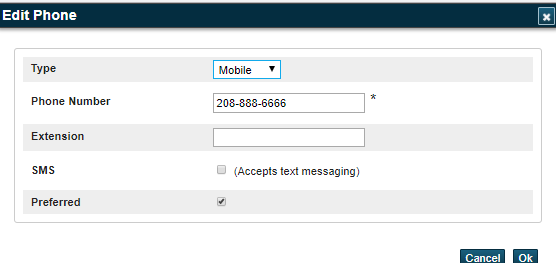 Edit Phone
Type Mobile
Phone Number 208-888-6666 *
Extension
SMS (Accepts text messaging)
Preferred
Cancel Ok